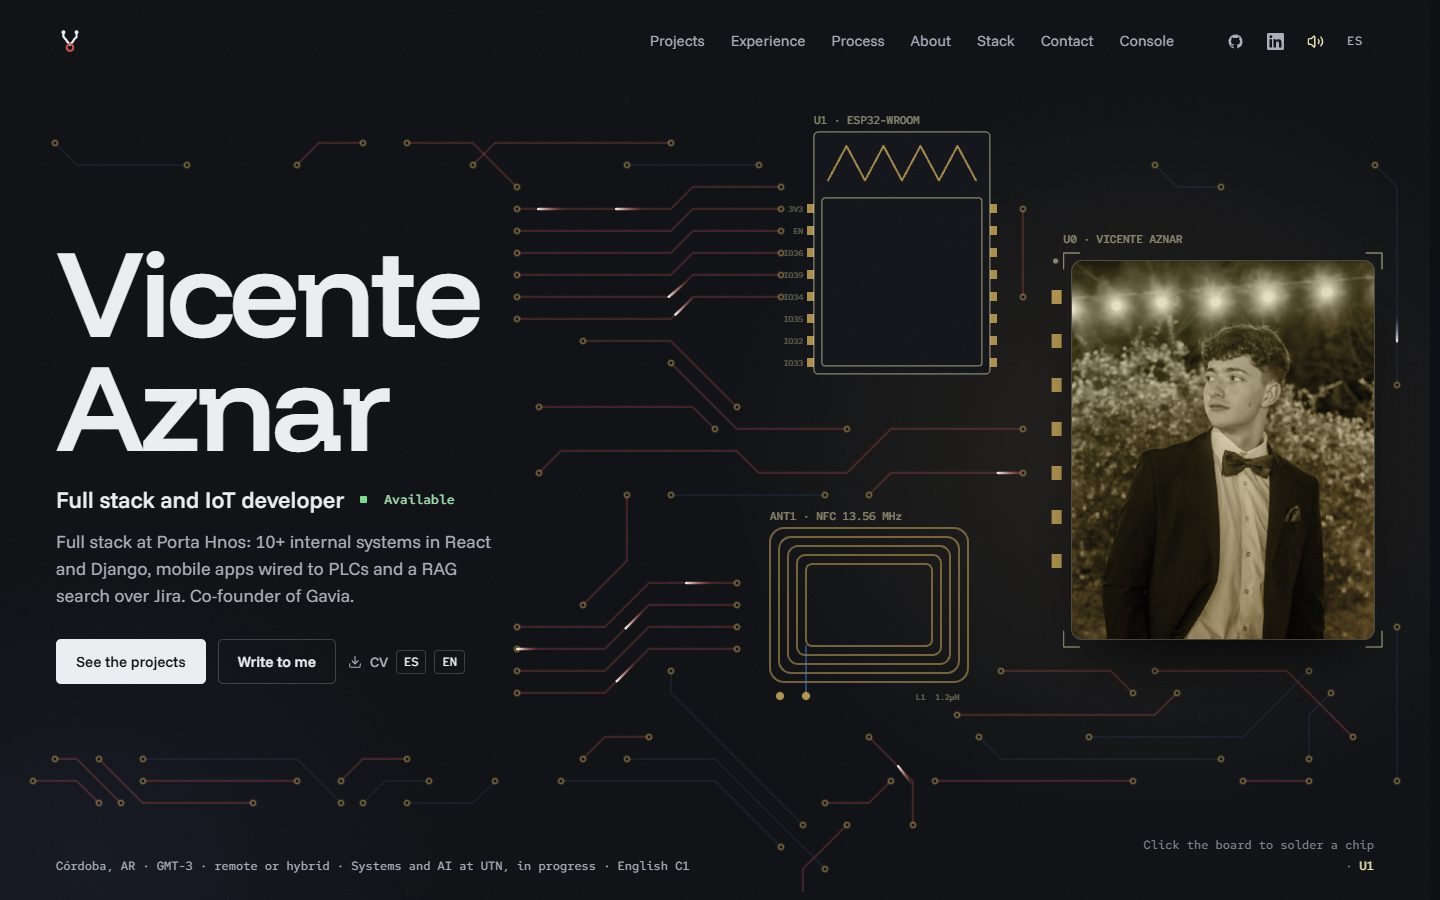 Projects Experience Process About Stack Contact Console ES
U1 · ESP32-WROOM
3V3
EN
IO36
IO39
IO34
IO35
IO32
IO33
U0 · VICENTE AZNAR
Vicente
Aznar
Full stack and IoT developer Available
Full stack at Porta Hnos: 10+ internal systems in React
and Django, mobile apps wired to PLCs and a RAG
search over Jira. Co-founder of Gavia.
See the projects Write to me CV ES EN
ANT1 · NFC 13.56 MHz
L1 1.2µH
Córdoba, AR · GMT-3 · remote or hybrid · Systems and AI at UTN, in progress · English C1
Click the board to solder a chip
· U1